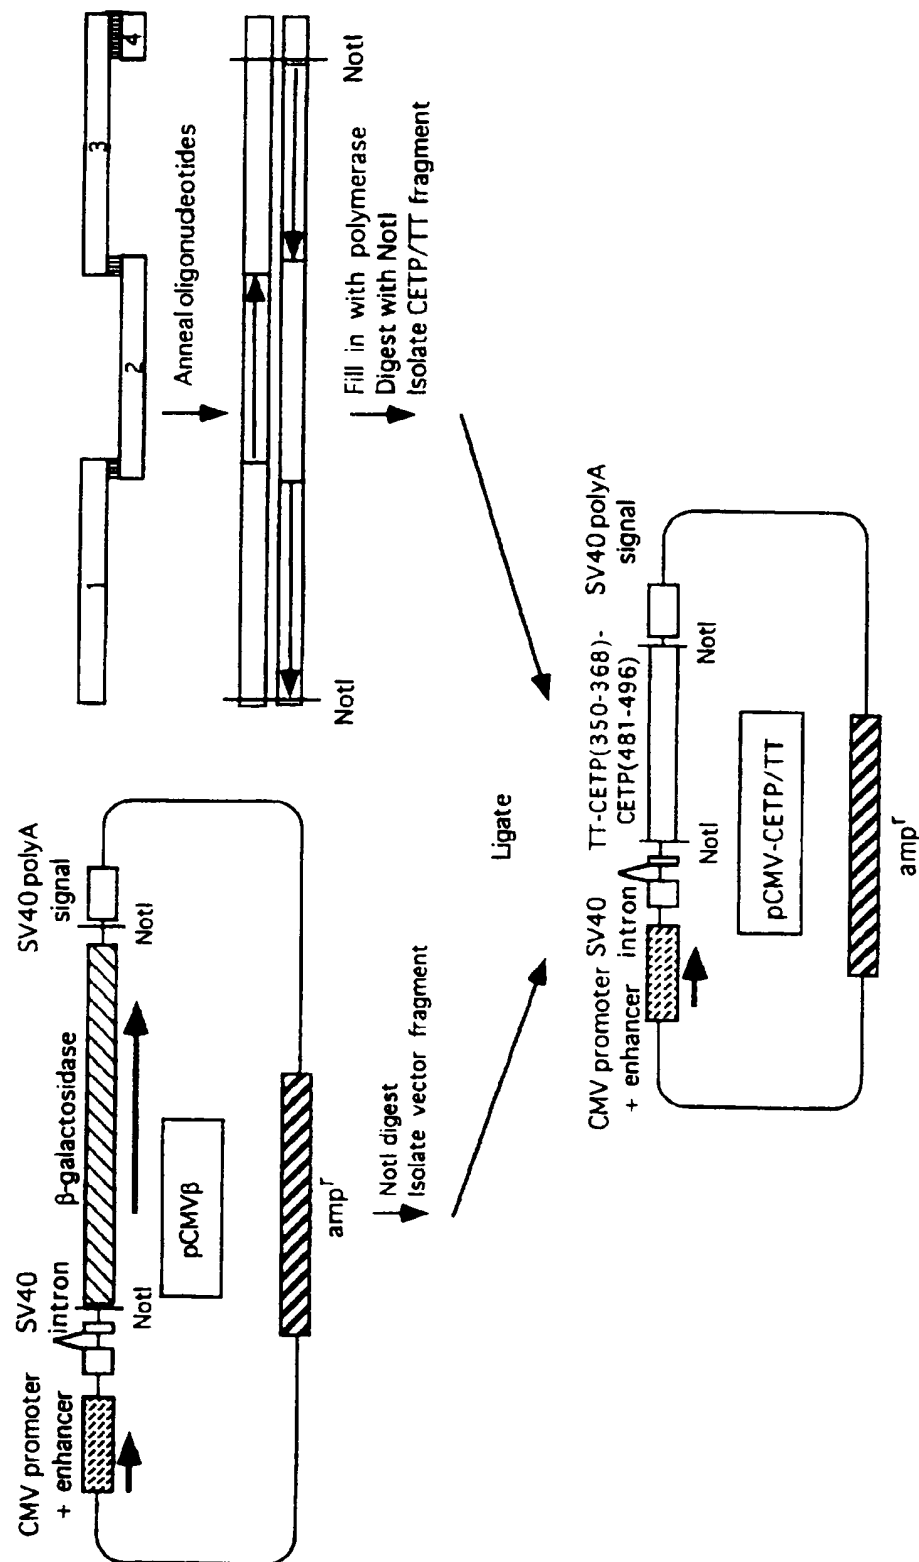 CMV promoter
+ enhancer
SV40
intron
β-galactosidase
SV40 polyA
signal
NotI
NotI
pCMVβ
amp^r
NotI digest
Isolate vector fragment
1
2
3
4
Anneal oligonudeotides
NotI
NotI
Fill in with polymerase
Digest with NotI
Isolate CETP/TT fragment
Ligate
CMV promoter
+ enhancer
SV40
intron
TT-CETP(350-368)-
CETP(481-496)
SV40 polyA
signal
NotI
NotI
pCMV-CETP/TT
amp^r